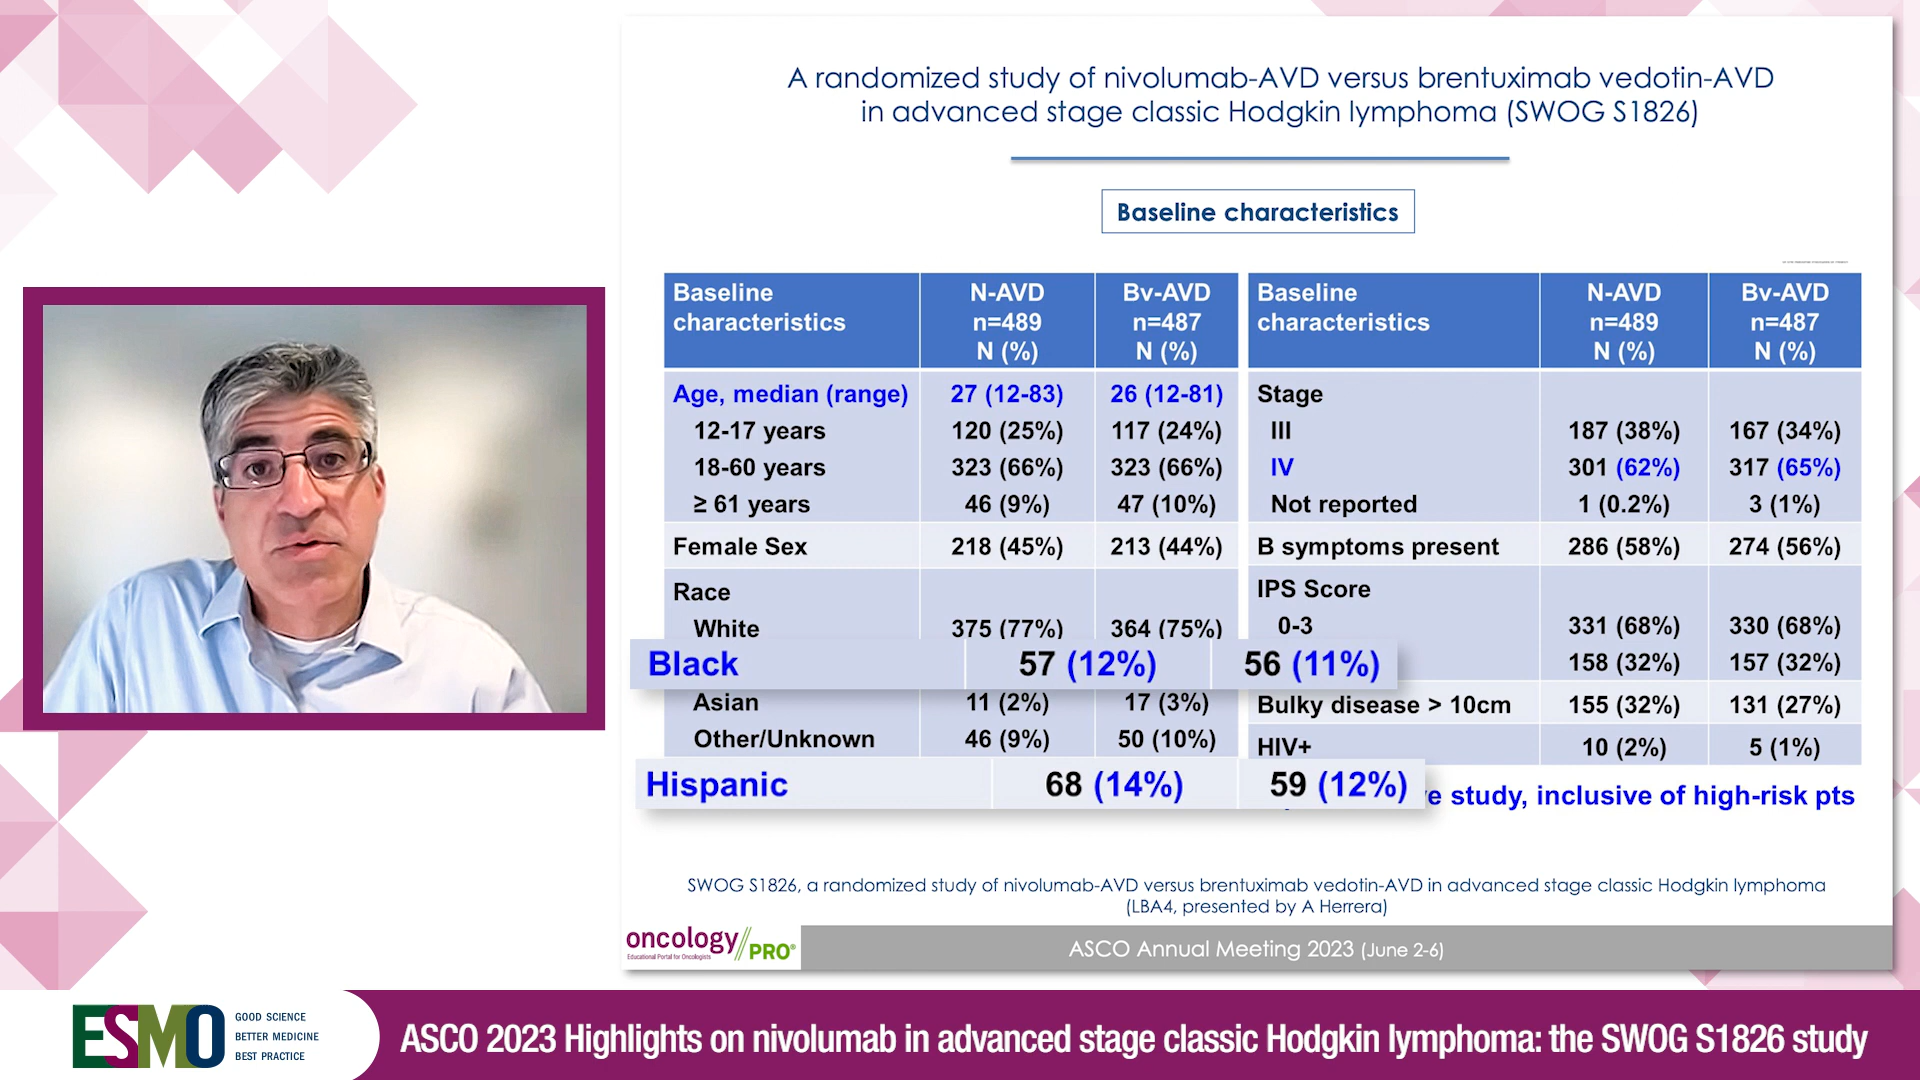 A randomized study of nivolumab-AVD versus brentuximab vedotin-AVD
in advanced stage classic Hodgkin lymphoma (SWOG S1826)
Baseline characteristics
Baseline characteristics N-AVD n=489 N (%) Bv-AVD n=487 N (%)
Age, median (range) 27 (12-83) 26 (12-81)
12-17 years 120 (25%) 117 (24%)
18-60 years 323 (66%) 323 (66%)
≥ 61 years 46 (9%) 47 (10%)
Female Sex 218 (45%) 213 (44%)
Race
White 375 (77%) 364 (75%)
Black 57 (12%) 56 (11%)
Asian 11 (2%) 17 (3%)
Other/Unknown 46 (9%) 50 (10%)
Hispanic 68 (14%) 59 (12%)
Baseline characteristics N-AVD n=489 N (%) Bv-AVD n=487 N (%)
Stage
III 187 (38%) 167 (34%)
IV 301 (62%) 317 (65%)
Not reported 1 (0.2%) 3 (1%)
B symptoms present 286 (58%) 274 (56%)
IPS Score
0-3 331 (68%) 330 (68%)
158 (32%) 157 (32%)
Bulky disease > 10cm 155 (32%) 131 (27%)
HIV+ 10 (2%) 5 (1%)
study, inclusive of high-risk pts
SWOG S1826, a randomized study of nivolumab-AVD versus brentuximab vedotin-AVD in advanced stage classic Hodgkin lymphoma
(LBA4, presented by A Herrera)
oncology//PRO®
Educational Portal for Oncologists
ASCO Annual Meeting 2023 (June 2-6)
ESMO
GOOD SCIENCE
BETTER MEDICINE
BEST PRACTICE
ASCO 2023 Highlights on nivolumab in advanced stage classic Hodgkin lymphoma: the SWOG S1826 study